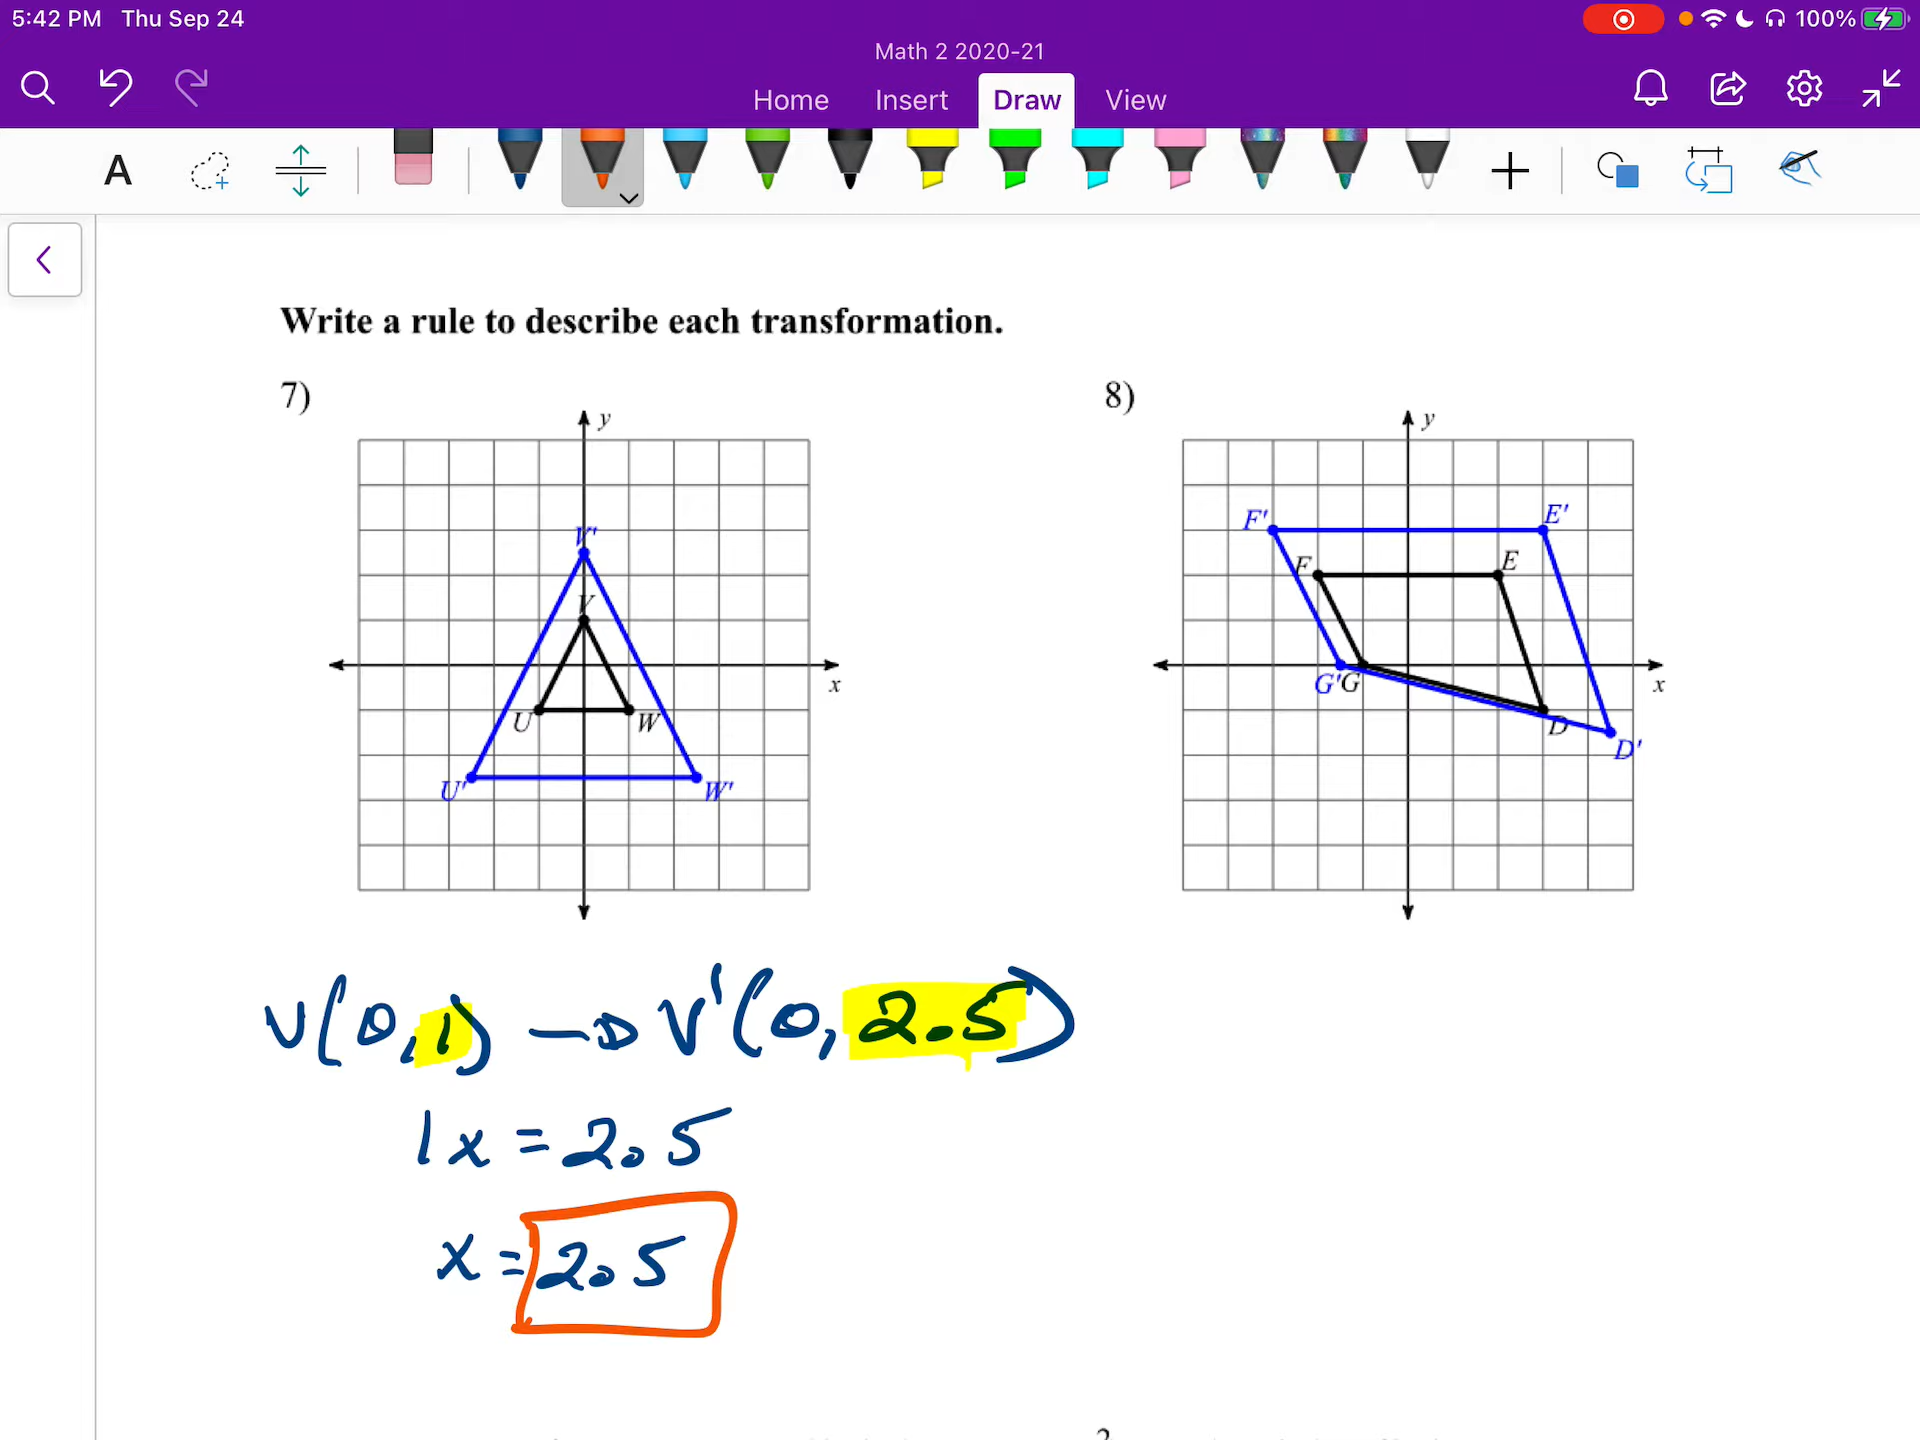 5:42 PM Thu Sep 24
100%
Math 2 2020-21
Home Insert Draw View
A
Write a rule to describe each transformation.
7)
y
V'
V
x
U W
U' W'
8)
y
F' E'
F E
G' G
x
D
D'
V(0,1) → V'(0, 2.5)
1x = 2.5
x = 2.5